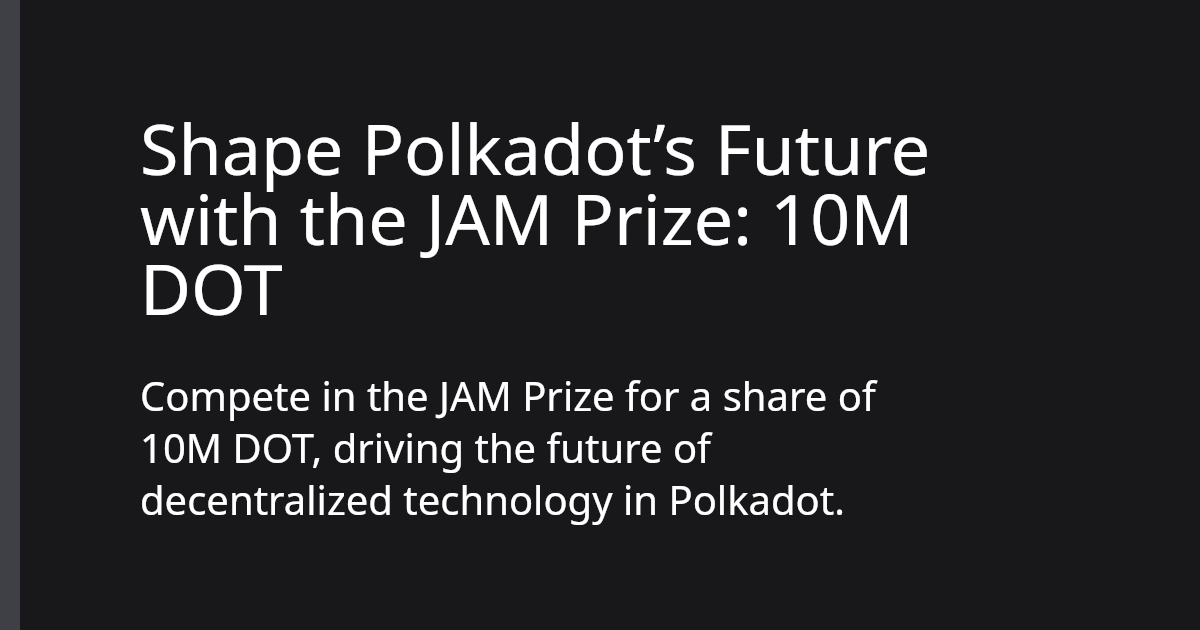 Shape Polkadot’s Future
with the JAM Prize: 10M
DOT
Compete in the JAM Prize for a share of
10M DOT, driving the future of
decentralized technology in Polkadot.